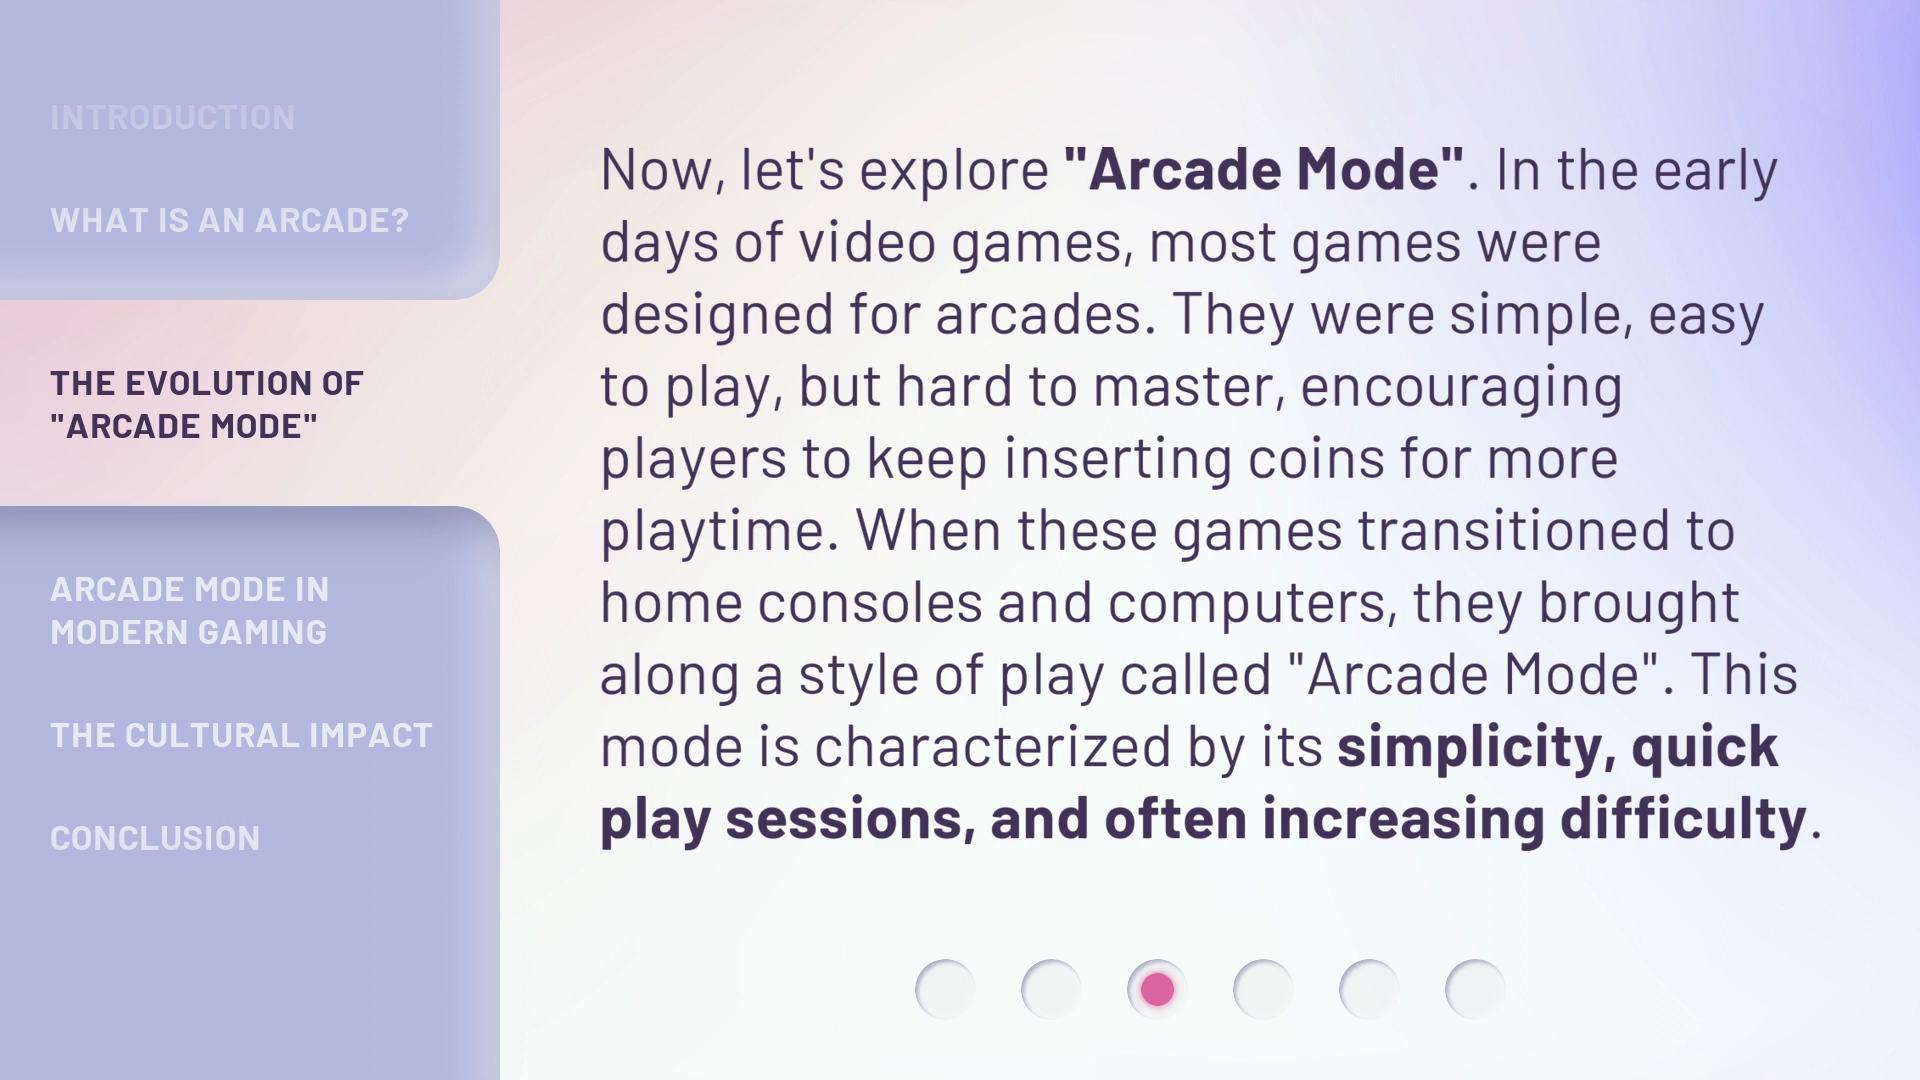 INTRODUCTION
WHAT IS AN ARCADE?
THE EVOLUTION OF
"ARCADE MODE"
ARCADE MODE IN
MODERN GAMING
THE CULTURAL IMPACT
CONCLUSION
Now, let's explore "Arcade Mode". In the early
days of video games, most games were
designed for arcades. They were simple, easy
to play, but hard to master, encouraging
players to keep inserting coins for more
playtime. When these games transitioned to
home consoles and computers, they brought
along a style of play called "Arcade Mode". This
mode is characterized by its simplicity, quick
play sessions, and often increasing difficulty.